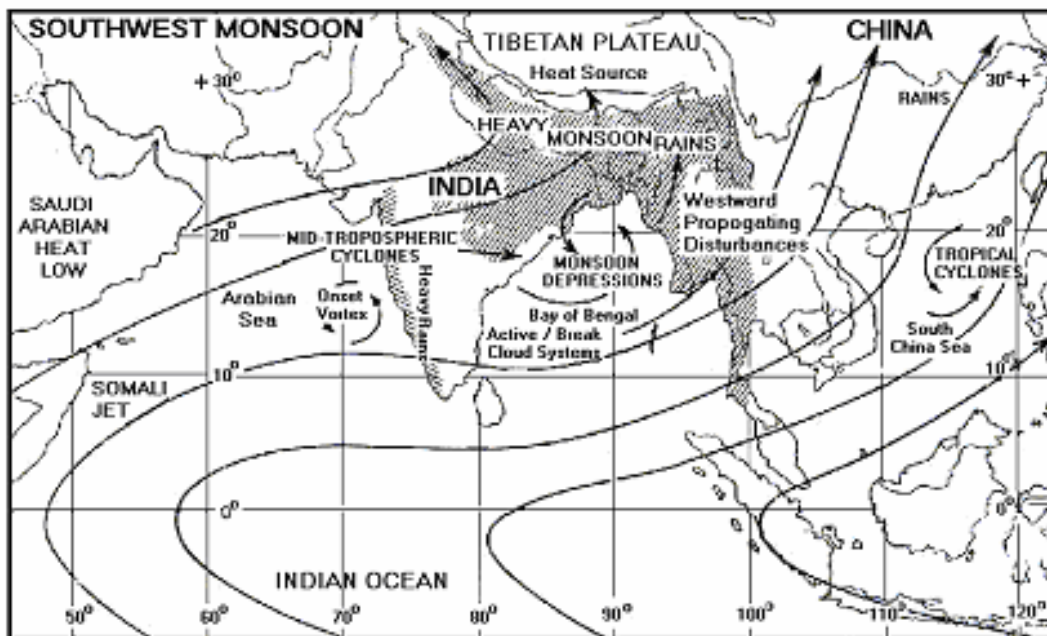 SOUTHWEST MONSOON
TIBETAN PLATEAU
CHINA
Heat Source
+30°
30°+
RAINS
HEAVY MONSOON RAINS
INDIA
SAUDI
ARABIAN
HEAT
LOW
20°
20°
MID-TROPOSPHERIC
CYCLONES
Westward
Propogating
Disturbances
MONSOON
DEPRESSIONS
TROPICAL
CYCLONES
Arabian
Sea
Onset
Vortex
Heavy Rains
Bay of Bengal
Active / Break
Cloud Systems
South
China Sea
SOMALI
JET
10°
10°
0°
0°
INDIAN OCEAN
50°
60°
70°
80°
90°
100°
110°
120°